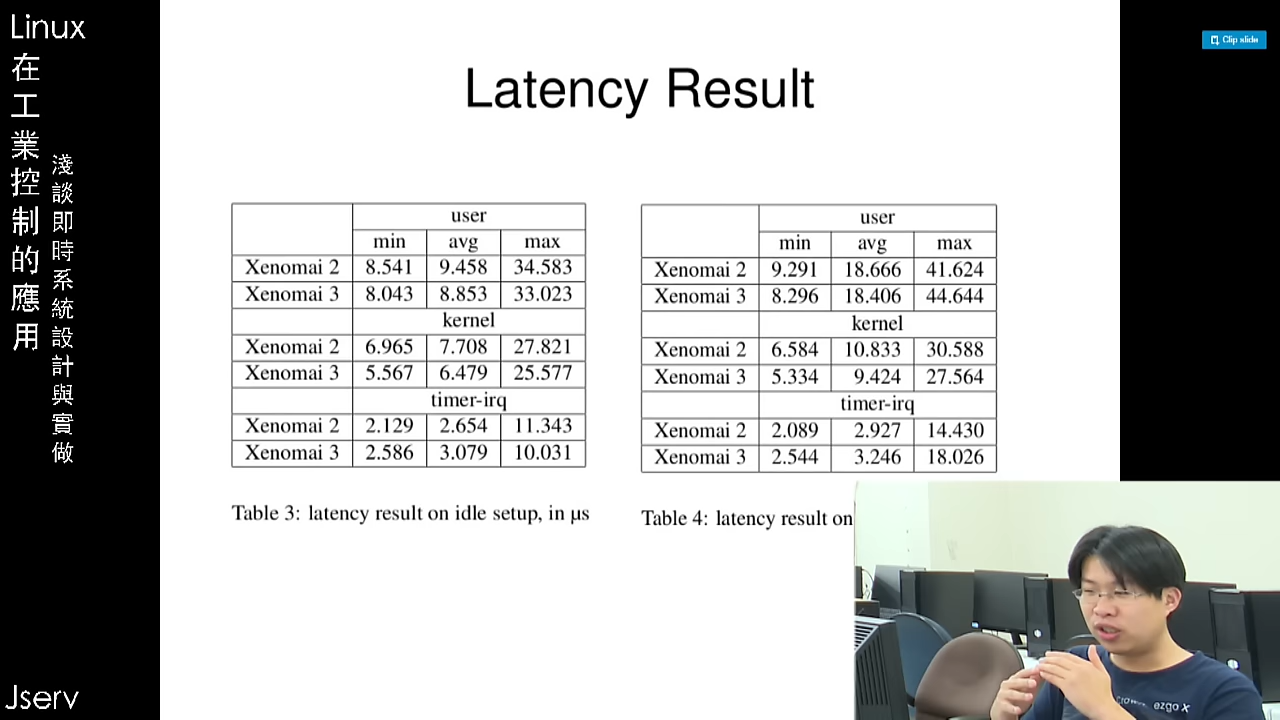 Linux
在工業控制的應用
淺談即時系統設計與實做
Jserv
Clip slide
Latency Result
user
min avg max
Xenomai 2 8.541 9.458 34.583
Xenomai 3 8.043 8.853 33.023
kernel
Xenomai 2 6.965 7.708 27.821
Xenomai 3 5.567 6.479 25.577
timer-irq
Xenomai 2 2.129 2.654 11.343
Xenomai 3 2.586 3.079 10.031
Table 3: latency result on idle setup, in μs
user
min avg max
Xenomai 2 9.291 18.666 41.624
Xenomai 3 8.296 18.406 44.644
kernel
Xenomai 2 6.584 10.833 30.588
Xenomai 3 5.334 9.424 27.564
timer-irq
Xenomai 2 2.089 2.927 14.430
Xenomai 3 2.544 3.246 18.026
Table 4: latency result on
ezgo x